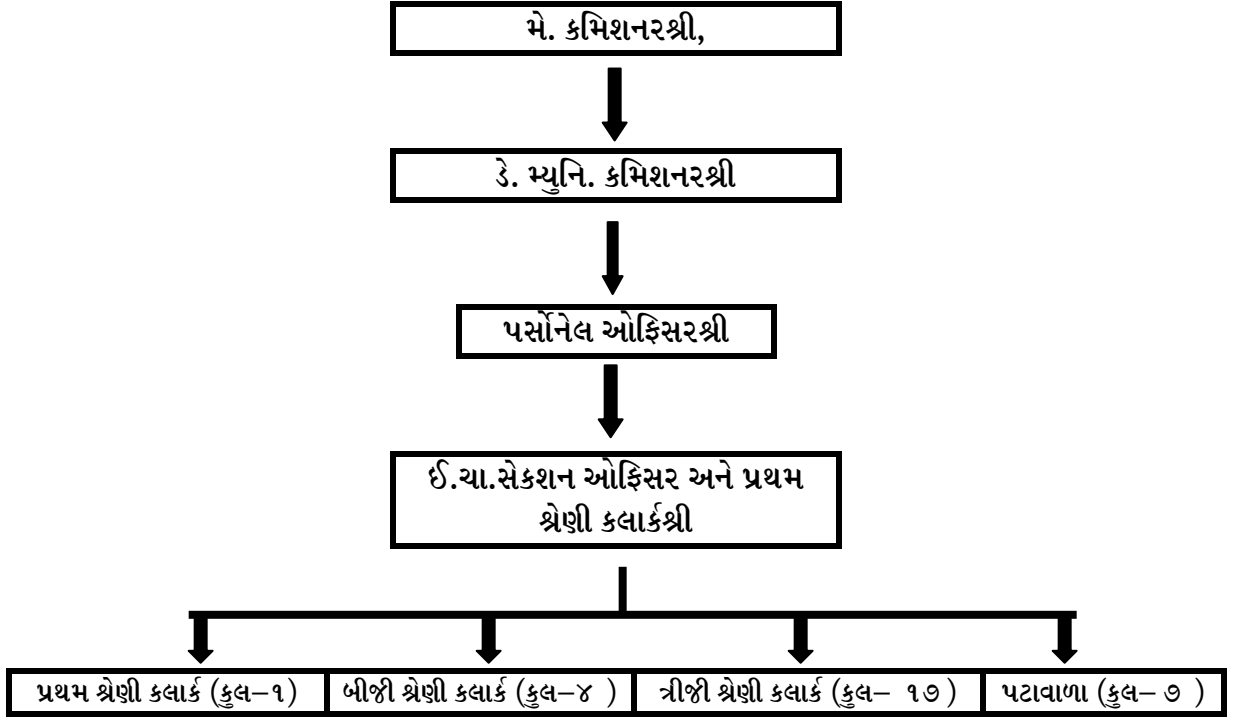 મે. કમિશનરશ્રી,
ડે. મ્યુનિ. કમિશનરશ્રી
પર્સોનેલ ઓફિસરશ્રી
ઈ.ચા.સેકશન ઓફિસર અને પ્રથમ
શ્રેણી કલાર્કશ્રી
પ્રથમ શ્રેણી કલાર્ક (કુલ–૧) બીજી શ્રેણી કલાર્ક (કુલ–૪ ) ત્રીજી શ્રેણી કલાર્ક (કુલ– ૧૭ ) પટાવાળા (કુલ– ૭ )